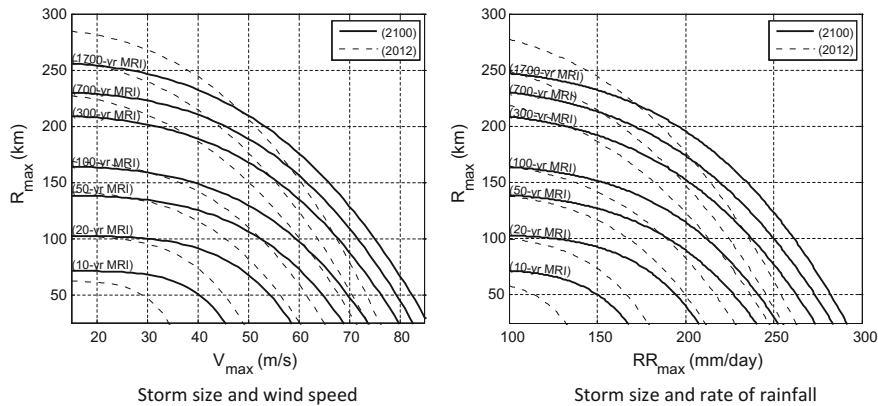 300
250
200
150
100
50
R_max (km)
(1700-yr MRI)
(700-yr MRI)
(300-yr MRI)
(100-yr MRI)
(50-yr MRI)
(20-yr MRI)
(10-yr MRI)
(2100)
(2012)
20 30 40 50 60 70 80
V_max (m/s)
Storm size and wind speed
300
250
200
150
100
50
R_max (km)
(1700-yr MRI)
(700-yr MRI)
(300-yr MRI)
(100-yr MRI)
(50-yr MRI)
(20-yr MRI)
(10-yr MRI)
(2100)
(2012)
100 150 200 250 300
RR_max (mm/day)
Storm size and rate of rainfall